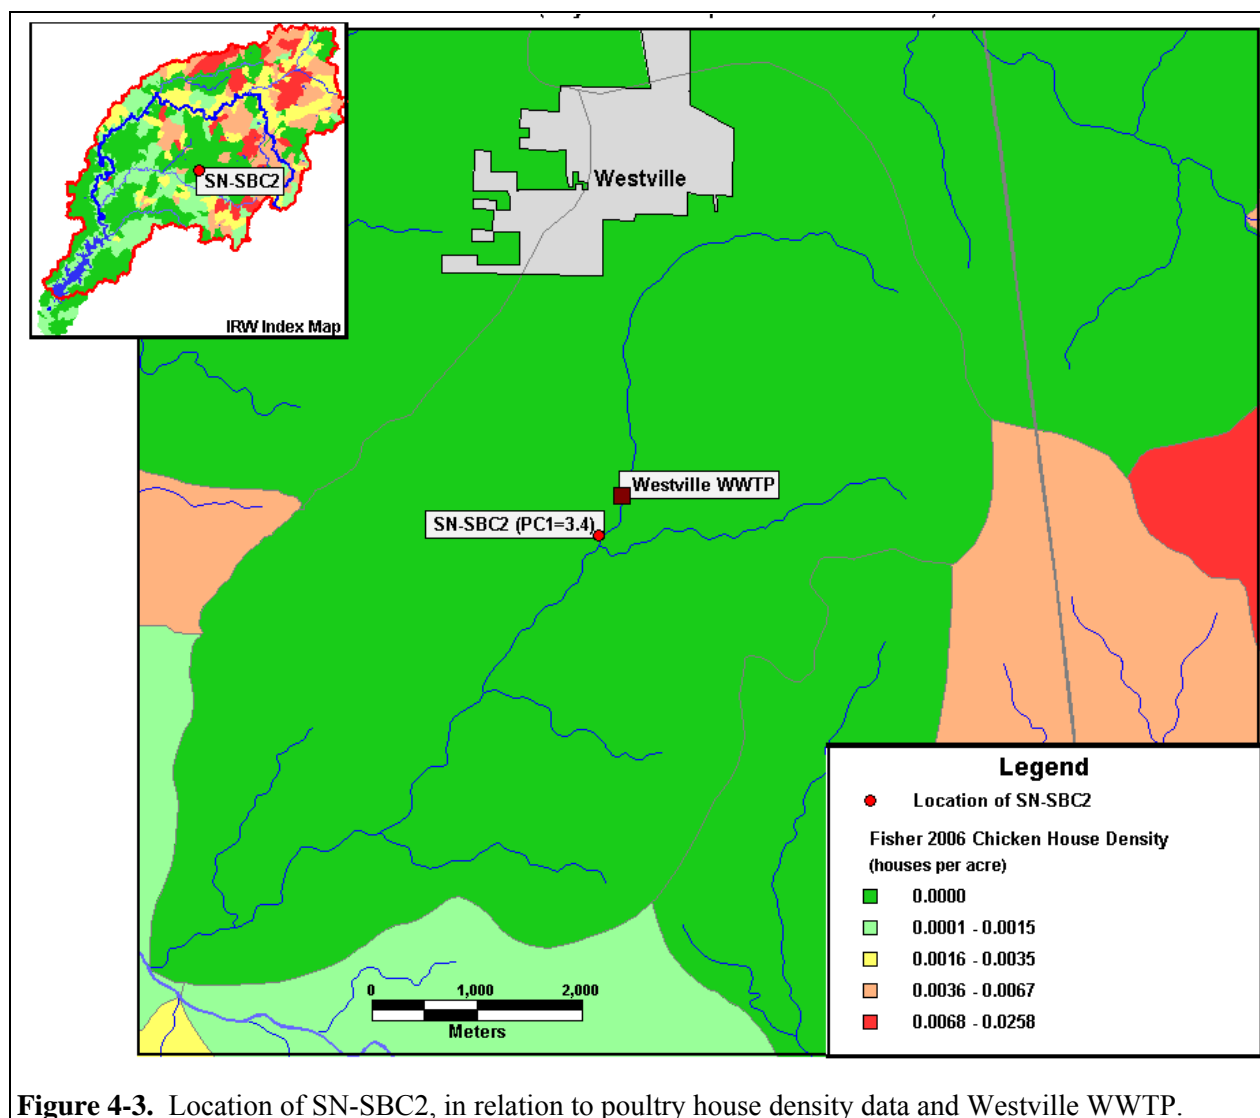 SN-SBC2
IRW Index Map
Westville
Westville WWTP
SN-SBC2 (PC1=3.4)
Legend
Location of SN-SBC2
Fisher 2006 Chicken House Density
(houses per acre)
0.0000
0.0001 - 0.0015
0.0016 - 0.0035
0.0036 - 0.0067
0.0068 - 0.0258
0 1,000 2,000
Meters
Figure 4-3. Location of SN-SBC2, in relation to poultry house density data and Westville WWTP.